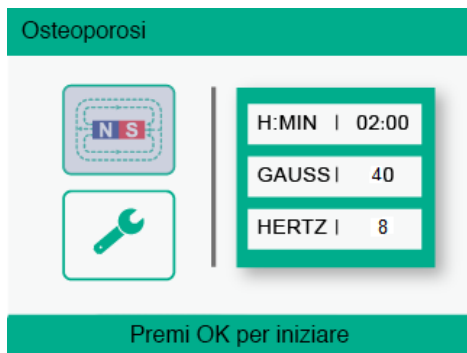 Osteoporosi
N S
H:MIN | 02:00
GAUSS | 40
HERTZ | 8
Premi OK per iniziare